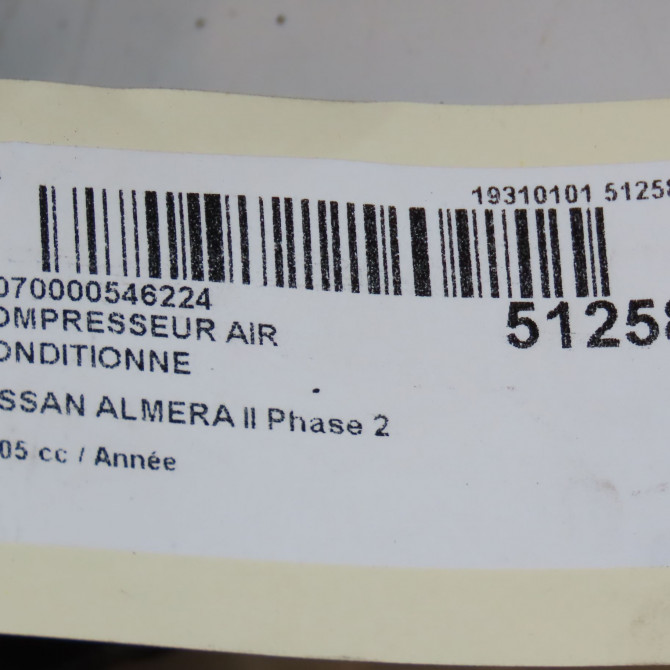 19310101 51258
070000546224
OMPRESSEUR AIR
51258
ONDITIONNE
SSAN ALMERA II Phase 2
05 cc / Année